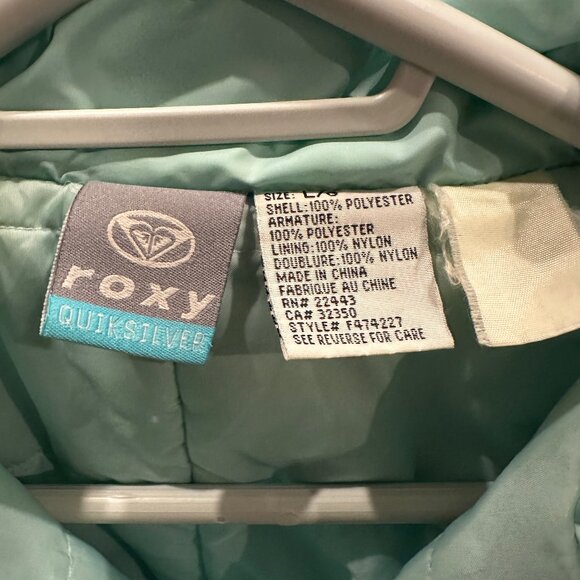 roxy
QUIKSILVER
SIZE: L/G
SHELL:100% POLYESTER
ARMATURE:
100% POLYESTER
LINING:100% NYLON
DOUBLURE:100% NYLON
MADE IN CHINA
FABRIQUE AU CHINE
RN# 22443
CA# 32350
STYLE# F474227
SEE REVERSE FOR CARE